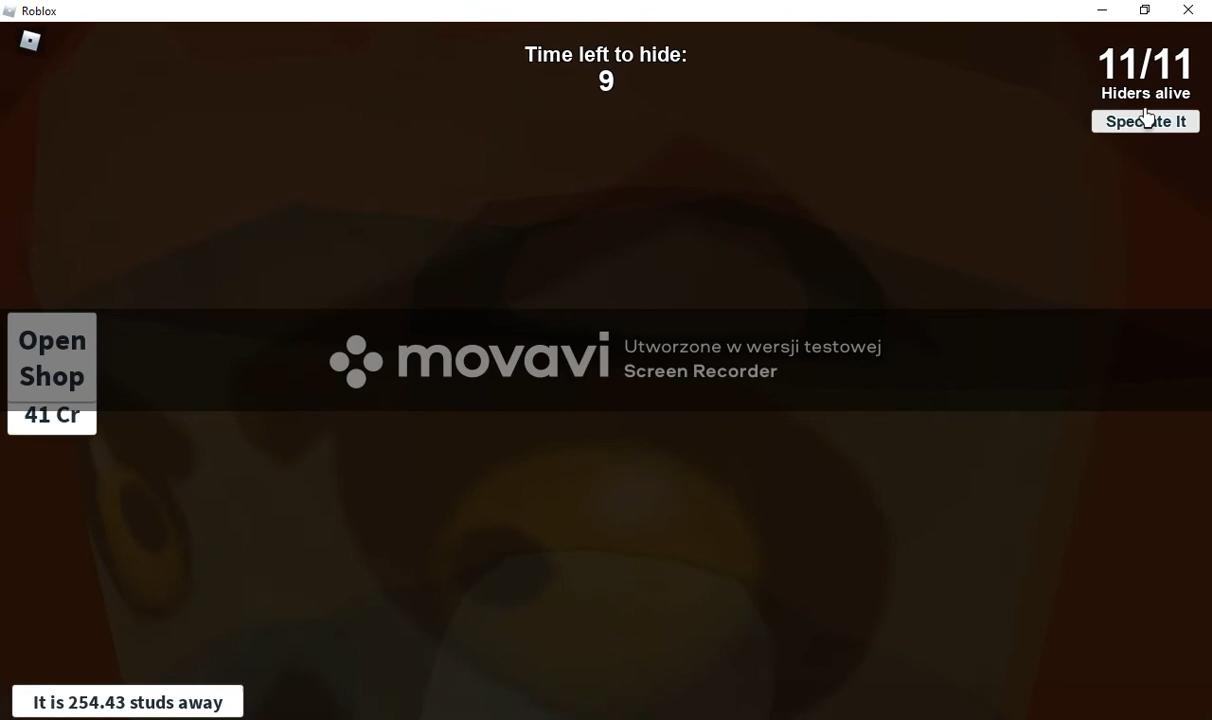 Roblox
Time left to hide:
9
11/11
Hiders alive
Spectate It
Open
Shop
41 Cr
movavi
Utworzone w wersji testowej
Screen Recorder
It is 254.43 studs away